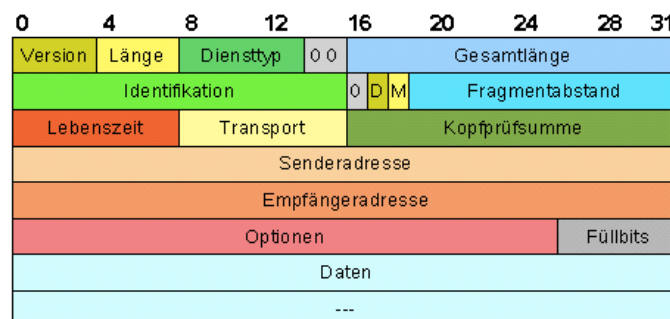 0 4 8 12 16 20 24 28 31
Version Länge Diensttyp 0 0 Gesamtlänge
Identifikation 0 D M Fragmentabstand
Lebenszeit Transport Kopfprüfsumme
Senderadresse
Empfängeradresse
Optionen Füllbits
Daten
---